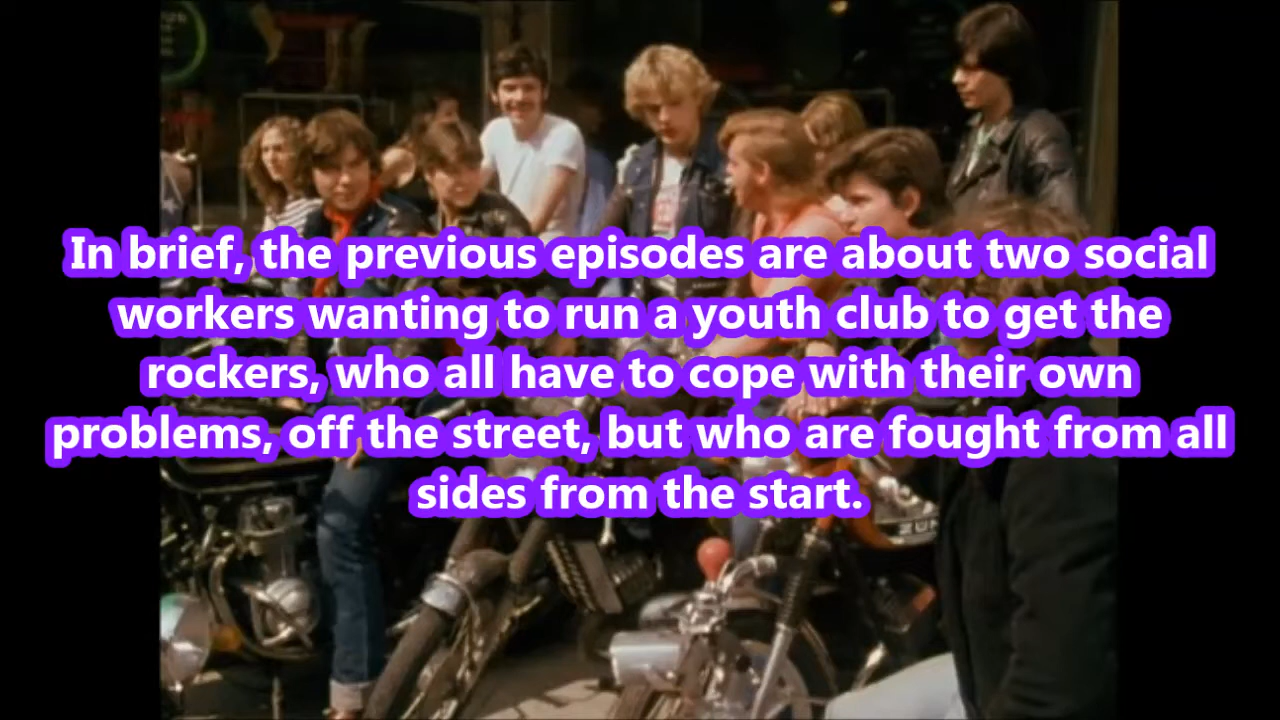 In brief, the previous episodes are about two social
workers wanting to run a youth club to get the
rockers, who all have to cope with their own
problems, off the street, but who are fought from all
sides from the start.